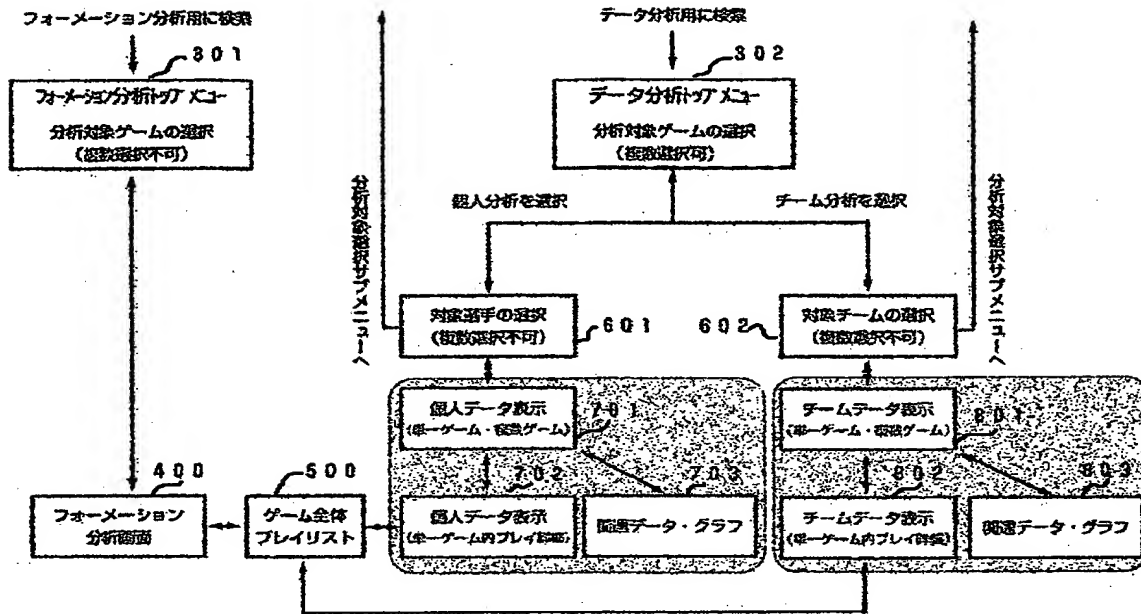 フォーメーション分析用に検索
301
フォーメーション分析トップメニュー
分析対象ゲームの選択
(複数選択不可)
データ分析用に検索
302
データ分析トップメニュー
分析対象ゲームの選択
(複数選択可)
個人分析を選択
チーム分析を選択
分析対象選択サブメニューへ
分析対象選択サブメニューへ
対象選手の選択
(複数選択不可)
601
602
対象チームの選択
(複数選択不可)
個人データ表示
(単一ゲーム・複数ゲーム)
701
チームデータ表示
(単一ゲーム・複数ゲーム)
801
400
フォーメーション
分析画面
500
ゲーム全体
プレイリスト
702
個人データ表示
(単一ゲーム内プレイ詳細)
703
関連データ・グラフ
802
チームデータ表示
(単一ゲーム内プレイ詳細)
803
関連データ・グラフ